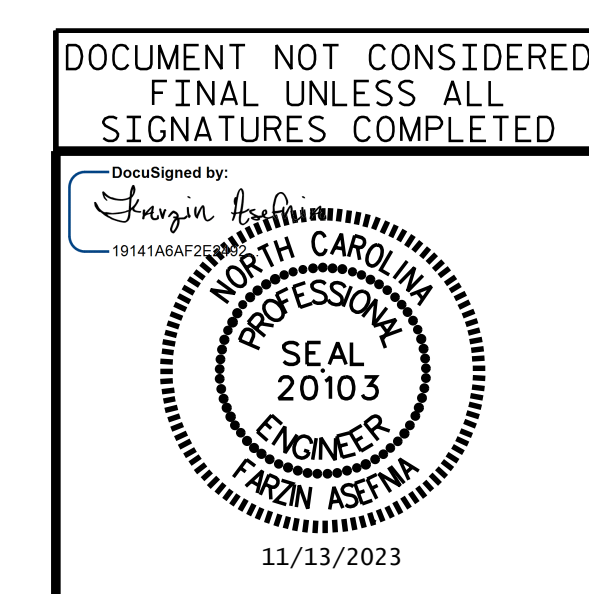 DOCUMENT NOT CONSIDERED
FINAL UNLESS ALL
SIGNATURES COMPLETED
DocuSigned by:
Farzin Asefnia
19141A6AF2E2492...
NORTH CAROLINA
PROFESSIONAL
SEAL
20103
ENGINEER
FARZIN ASEFNIA
11/13/2023